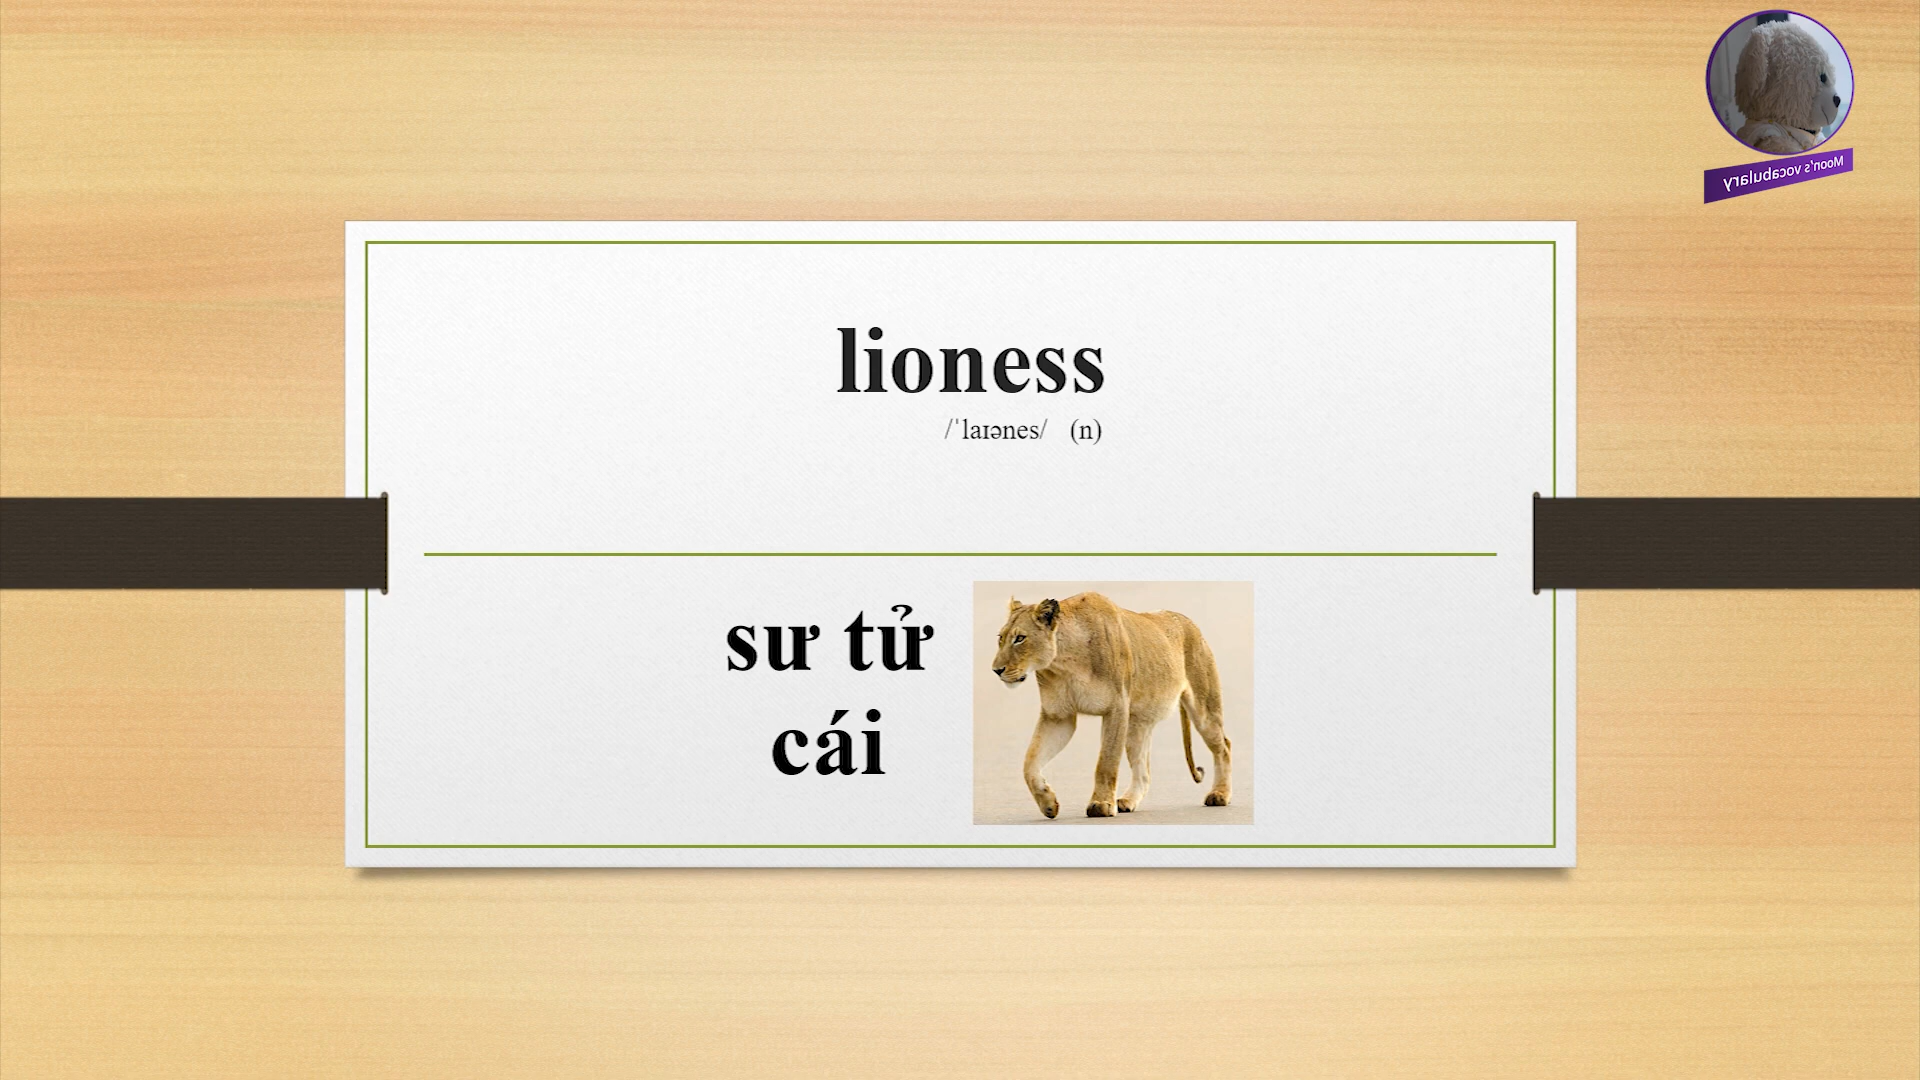 Moon's vocabulary
lioness
/ˈlaɪənes/ (n)
sư tử
cái